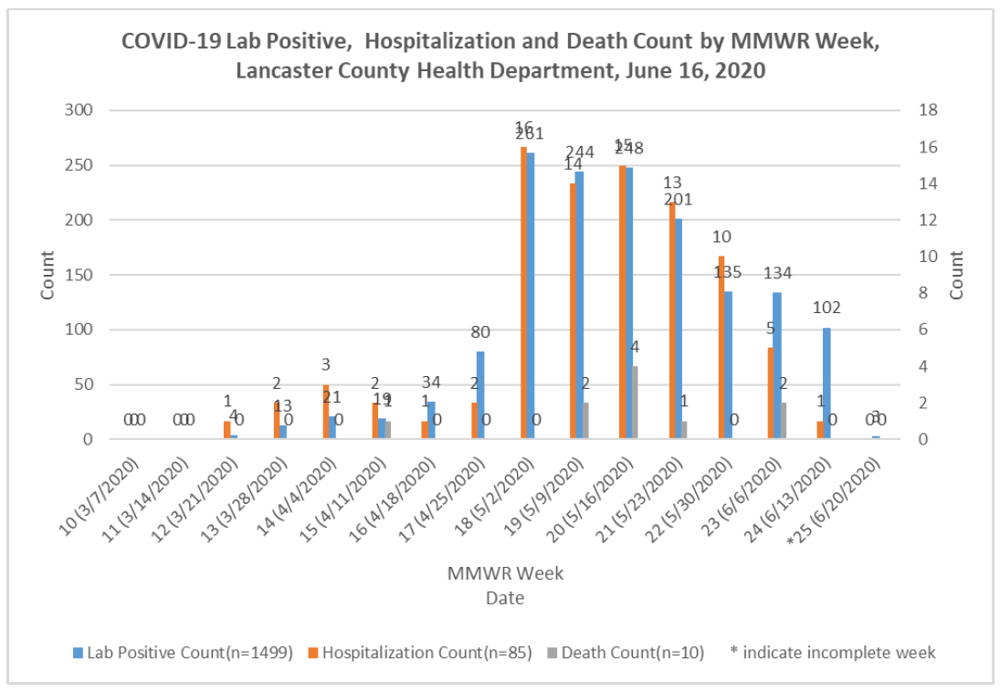 COVID-19 Lab Positive,  Hospitalization and Death Count by MMWR Week,
Lancaster County Health Department, June 16, 2020
300
250
200
150
100
50
0
Count
18
16
14
12
10
8
6
4
2
0
Count
0 0 0
0 0 0
1 4 0
2 13 0
3 21 0
2 19 1
1 34 0
2 80 0
16 261 0
14 244 2
15 248 4
13 201 1
10 135 0
5 134 2
1 102 0
0 3 0
10 (3/7/2020)
11 (3/14/2020)
12 (3/21/2020)
13 (3/28/2020)
14 (4/4/2020)
15 (4/11/2020)
16 (4/18/2020)
17 (4/25/2020)
18 (5/2/2020)
19 (5/9/2020)
20 (5/16/2020)
21 (5/23/2020)
22 (5/30/2020)
23 (6/6/2020)
24 (6/13/2020)
*25 (6/20/2020)
MMWR Week
Date
Lab Positive Count(n=1499) Hospitalization Count(n=85) Death Count(n=10) * indicate incomplete week